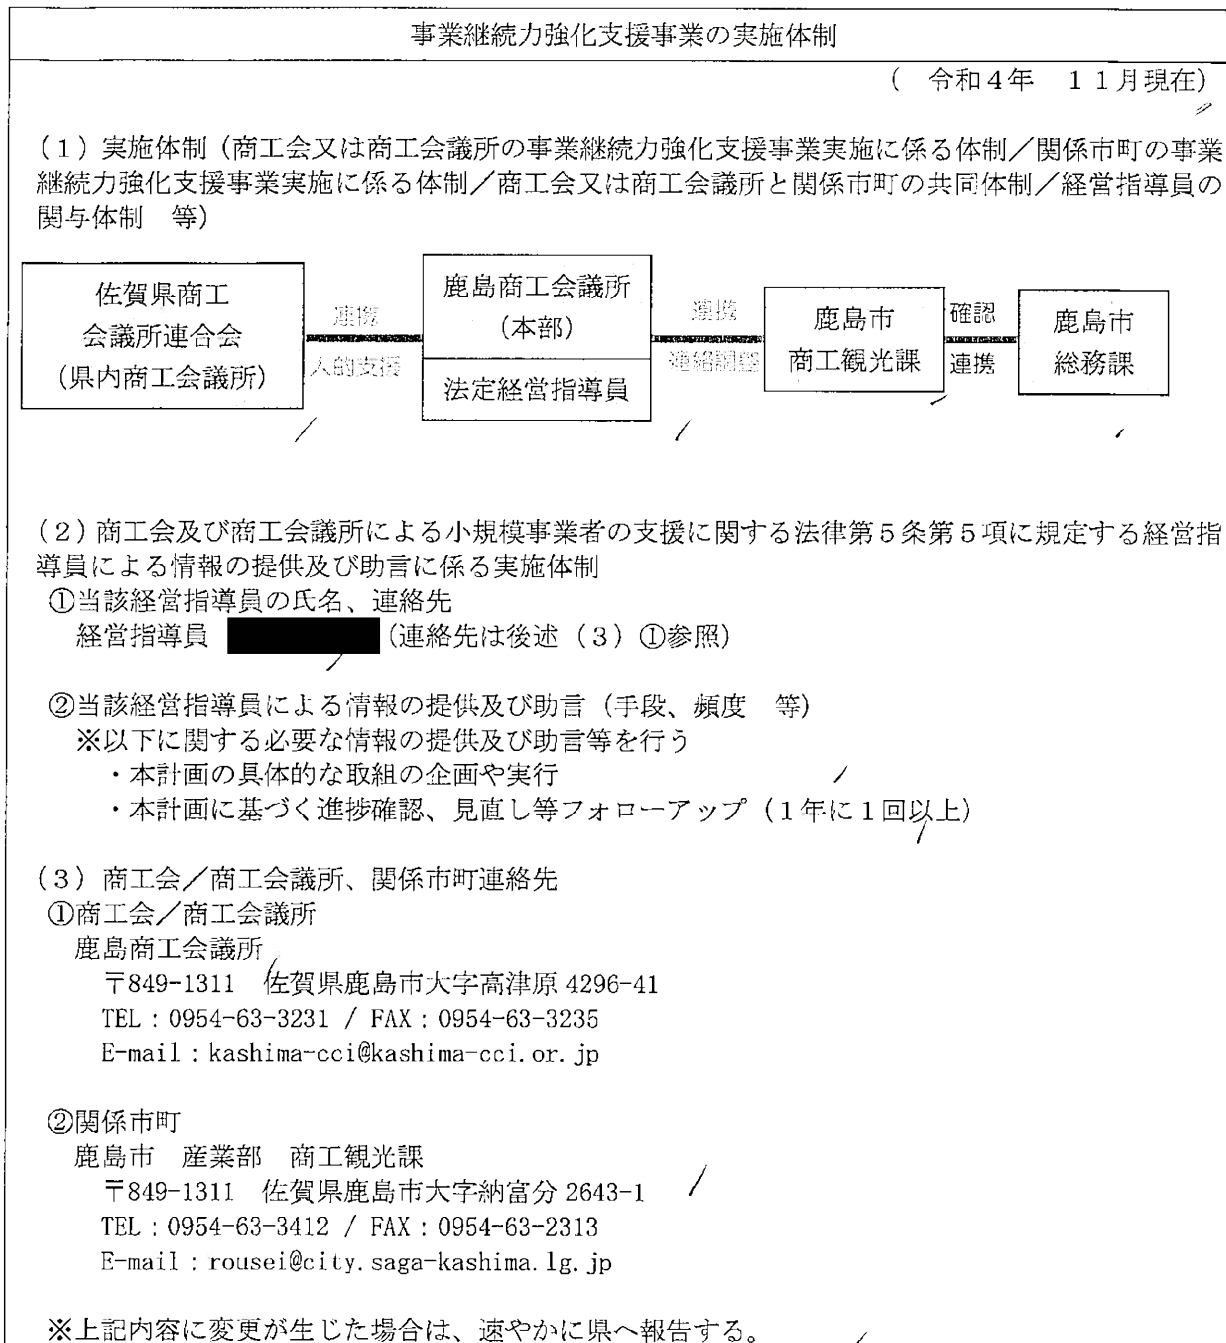 事業継続力強化支援事業の実施体制
（　令和４年　１１月現在）
（１）実施体制（商工会又は商工会議所の事業継続力強化支援事業実施に係る体制／関係市町の事業
継続力強化支援事業実施に係る体制／商工会又は商工会議所と関係市町の共同体制／経営指導員の
関与体制　等）
佐賀県商工
会議所連合会
（県内商工会議所）
連携
人的支援
鹿島商工会議所
（本部）
法定経営指導員
連携
連絡調整
鹿島市
商工観光課
確認
連携
鹿島市
総務課
（２）商工会及び商工会議所による小規模事業者の支援に関する法律第５条第５項に規定する経営指
導員による情報の提供及び助言に係る実施体制
①当該経営指導員の氏名、連絡先
経営指導員　（連絡先は後述（３）①参照）
②当該経営指導員による情報の提供及び助言（手段、頻度　等）
※以下に関する必要な情報の提供及び助言等を行う
・本計画の具体的な取組の企画や実行
・本計画に基づく進捗確認、見直し等フォローアップ（１年に１回以上）
（３）商工会／商工会議所、関係市町連絡先
①商工会／商工会議所
鹿島商工会議所
〒849-1311　佐賀県鹿島市大字高津原 4296-41
TEL：0954-63-3231 / FAX：0954-63-3235
E-mail：kashima-cci@kashima-cci.or.jp
②関係市町
鹿島市　産業部　商工観光課
〒849-1311　佐賀県鹿島市大字納富分 2643-1
TEL：0954-63-3412 / FAX：0954-63-2313
E-mail：rousei@city.saga-kashima.lg.jp
※上記内容に変更が生じた場合は、速やかに県へ報告する。